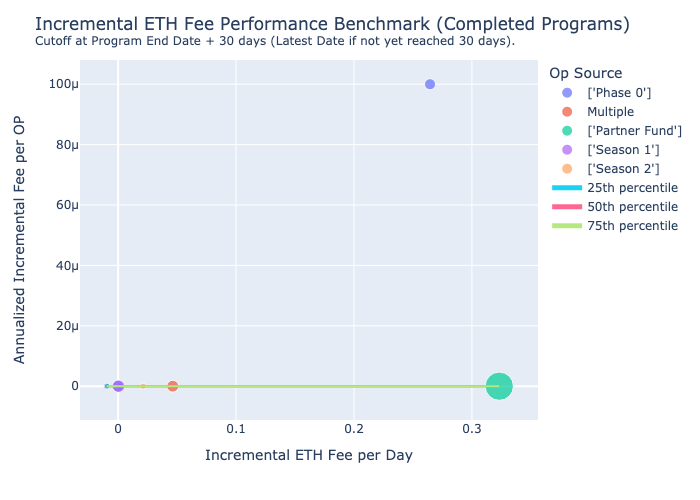 Incremental ETH Fee Performance Benchmark (Completed Programs)
Cutoff at Program End Date + 30 days (Latest Date if not yet reached 30 days).
Op Source
['Phase 0']
Multiple
['Partner Fund']
['Season 1']
['Season 2']
25th percentile
50th percentile
75th percentile
Annualized Incremental Fee per OP
100μ
80μ
60μ
40μ
20μ
0
0
0.1
0.2
0.3
Incremental ETH Fee per Day